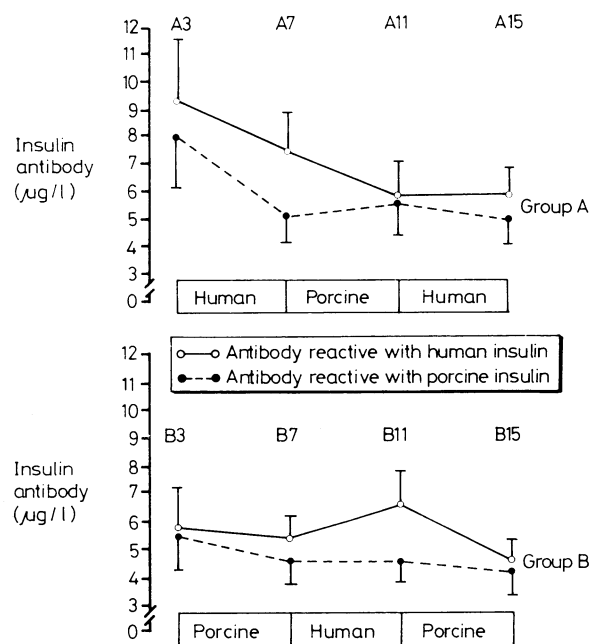 12 A3 A7 A11 A15
11
10
9
Insulin 8
antibody 7
(µg/l) 6
5 Group A
4
3
0 Human Porcine Human
Antibody reactive with human insulin
Antibody reactive with porcine insulin
12
11
10
9 B3 B7 B11 B15
8
Insulin 7
antibody
(µg/l) 6
5 Group B
4
3
0 Porcine Human Porcine